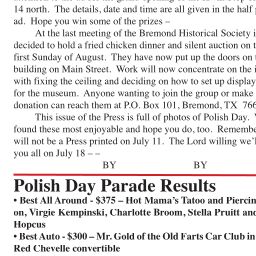 14 north. The details, date and time are all given in the half p
ad. Hope you win some of the prizes –
At the last meeting of the Bremond Historical Society i
decided to hold a fried chicken dinner and silent auction on t
first Sunday of August. They have now put up the doors on t
building on Main Street. Work will now concentrate on the i
with fixing the ceiling and deciding on how to set up display
for the museum. Anyone wanting to join the group or make
donation can reach them at P.O. Box 101, Bremond, TX 766
This issue of the Press is full of photos of Polish Day. W
found these most enjoyable and hope you do, too. Remembe
will not be a Press printed on July 11. The Lord willing we'l
you all on July 18 – –
BY BY
Polish Day Parade Results
• Best All Around - $375 – Hot Mama's Tatoo and Piercin
on, Virgie Kempinski, Charlotte Broom, Stella Pruitt and
Hopcus
• Best Auto - $300 – Mr. Gold of the Old Farts Car Club in
Red Chevelle convertible